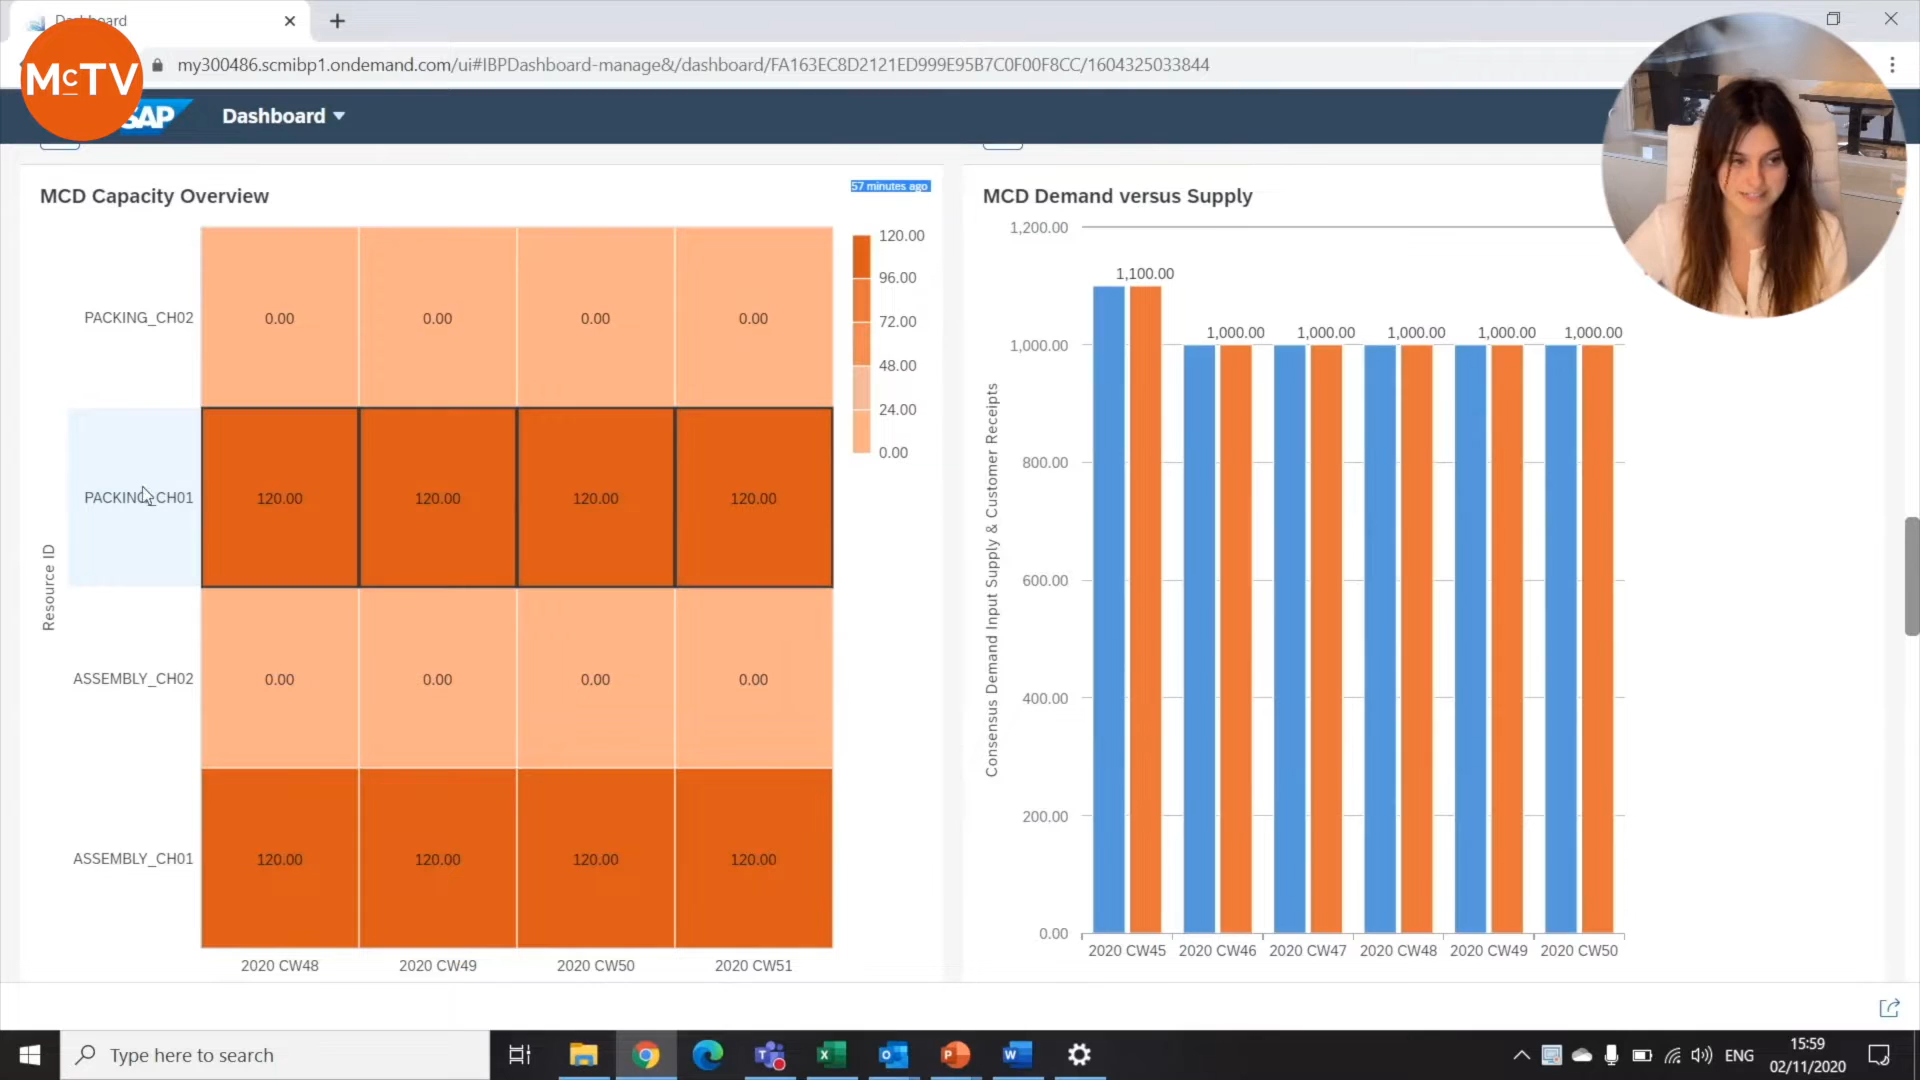 Dashboard
McTV
my300486.scmibp1.ondemand.com/ui#IBPDashboard-manage&/dashboard/FA163EC8D2121ED999E95B7C0F00F8CC/1604325033844
SAP
Dashboard
MCD Capacity Overview
57 minutes ago
120.00
96.00
72.00
48.00
24.00
0.00
Resource ID
PACKING_CH02
0.00 0.00 0.00 0.00
PACKING_CH01
120.00 120.00 120.00 120.00
ASSEMBLY_CH02
0.00 0.00 0.00 0.00
ASSEMBLY_CH01
120.00 120.00 120.00 120.00
2020 CW48 2020 CW49 2020 CW50 2020 CW51
MCD Demand versus Supply
Consensus Demand Input Supply & Customer Receipts
1,200.00
1,000.00
800.00
600.00
400.00
200.00
0.00
1,100.00
1,000.00 1,000.00 1,000.00 1,000.00 1,000.00
2020 CW45 2020 CW46 2020 CW47 2020 CW48 2020 CW49 2020 CW50
Type here to search
ENG
15:59
02/11/2020